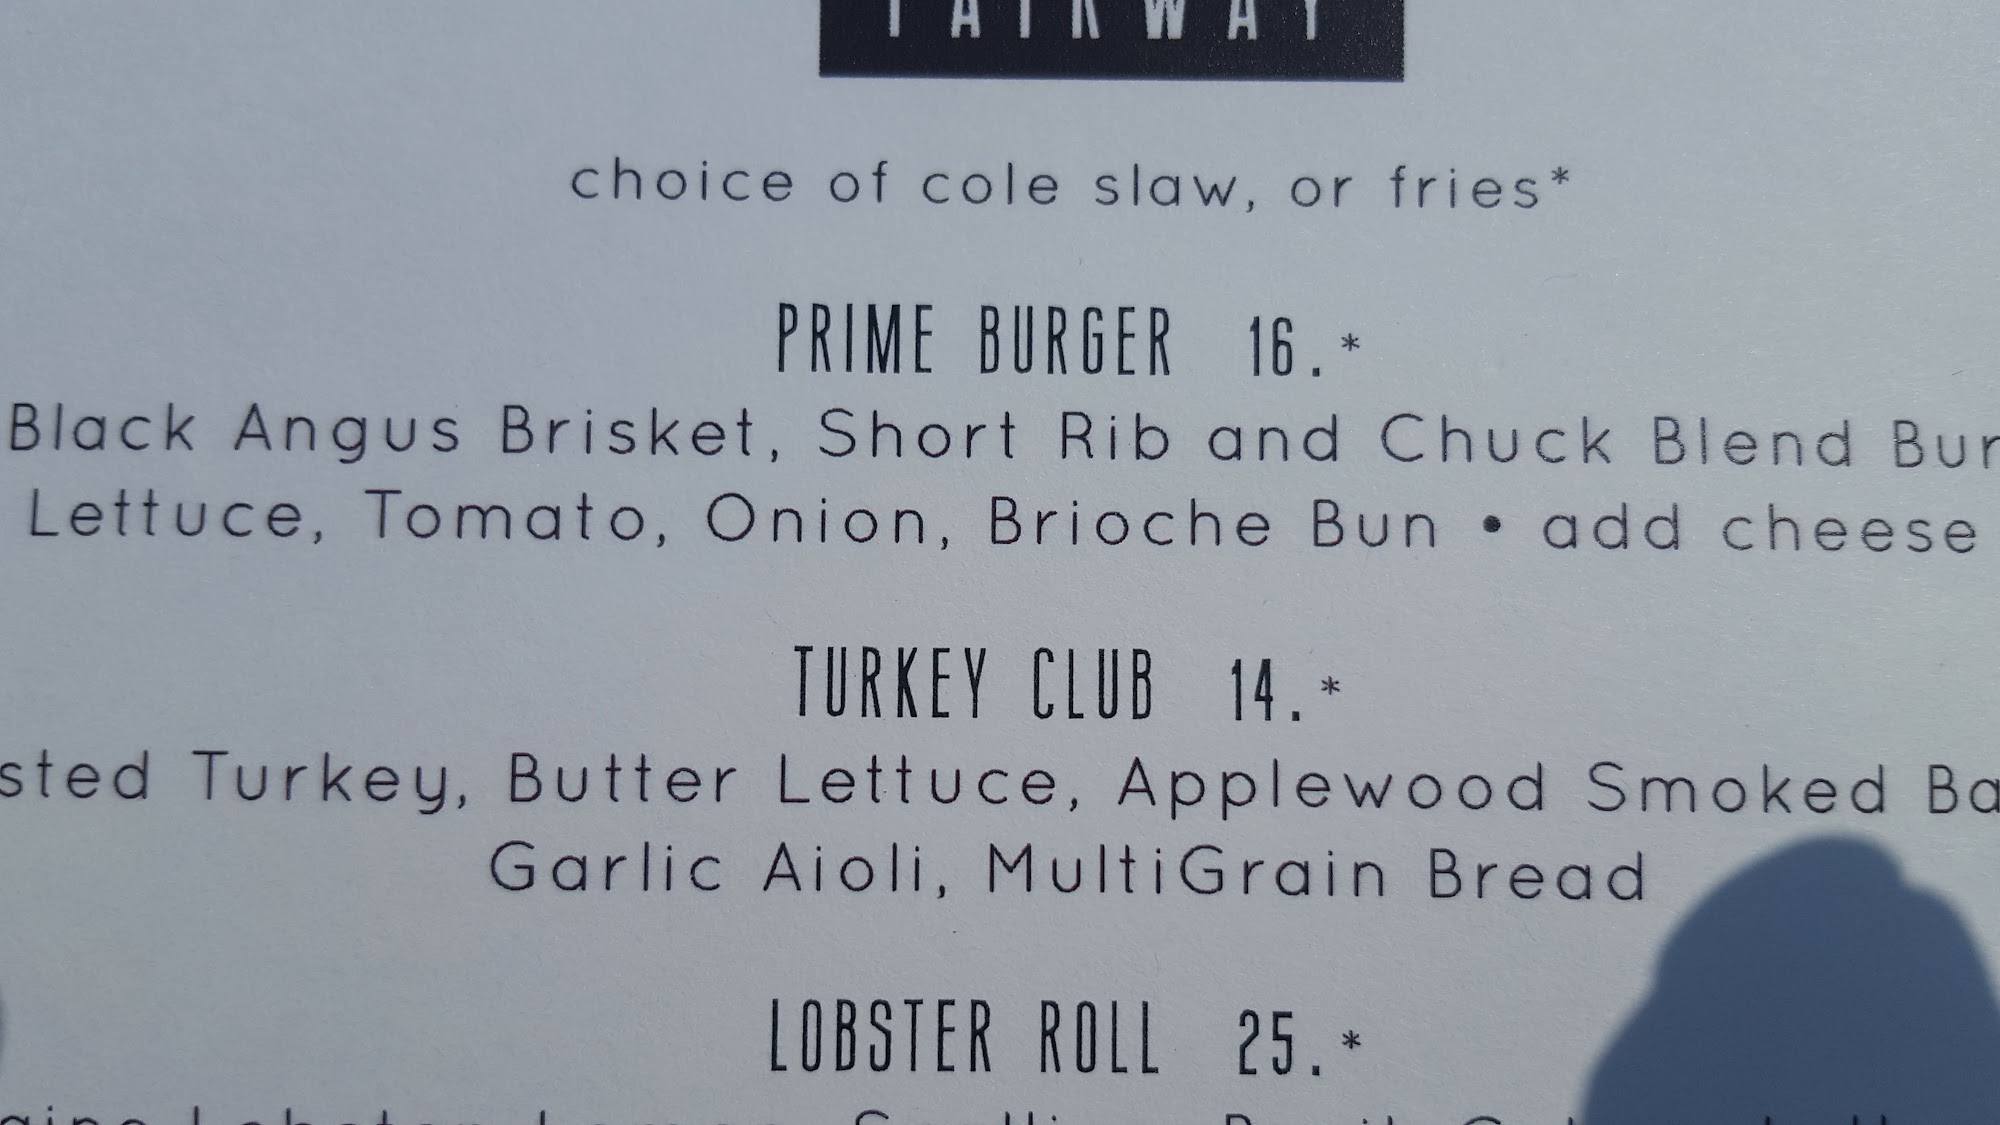 FAIRWAY
choice of cole slaw, or fries*
PRIME BURGER 16.*
Black Angus Brisket, Short Rib and Chuck Blend
Lettuce, Tomato, Onion, Brioche Bun • add cheese
TURKEY CLUB 14.*
Turkey, Butter Lettuce, Applewood Smoked
Garlic Aioli, MultiGrain Bread
LOBSTER ROLL 25.*